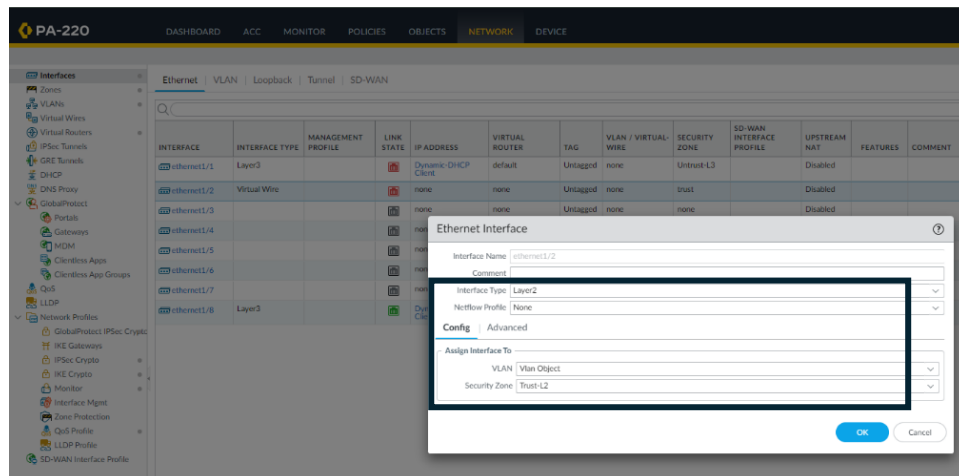 PA-220
DASHBOARD ACC MONITOR POLICIES OBJECTS NETWORK DEVICE
Interfaces
Zones
VLANs
Virtual Wires
Virtual Routers
IPSec Tunnels
GRE Tunnels
DHCP
DNS Proxy
GlobalProtect
Portals
Gateways
MDM
Clientless Apps
Clientless App Groups
QoS
LLDP
Network Profiles
GlobalProtect IPSec Crypto
IKE Gateways
IPSec Crypto
IKE Crypto
Monitor
Interface Mgmt
Zone Protection
QoS Profile
LLDP Profile
SD-WAN Interface Profile
Ethernet | VLAN | Loopback | Tunnel | SD-WAN
INTERFACE INTERFACE TYPE MANAGEMENT PROFILE LINK STATE IP ADDRESS VIRTUAL ROUTER TAG VLAN / VIRTUAL-WIRE SECURITY ZONE SD-WAN INTERFACE PROFILE UPSTREAM NAT FEATURES COMMENT
ethernet1/1 Layer3 Dynamic-DHCP Client default Untagged none Untrust-L3 Disabled
ethernet1/2 Virtual Wire none none Untagged none trust Disabled
ethernet1/3 none none Untagged none none Disabled
ethernet1/4
ethernet1/5
ethernet1/6
ethernet1/7
ethernet1/8 Layer3
Ethernet Interface
Interface Name ethernet1/2
Comment
Interface Type Layer2
Netflow Profile None
Config | Advanced
Assign Interface To
VLAN Vlan Object
Security Zone Trust-L2
OK Cancel